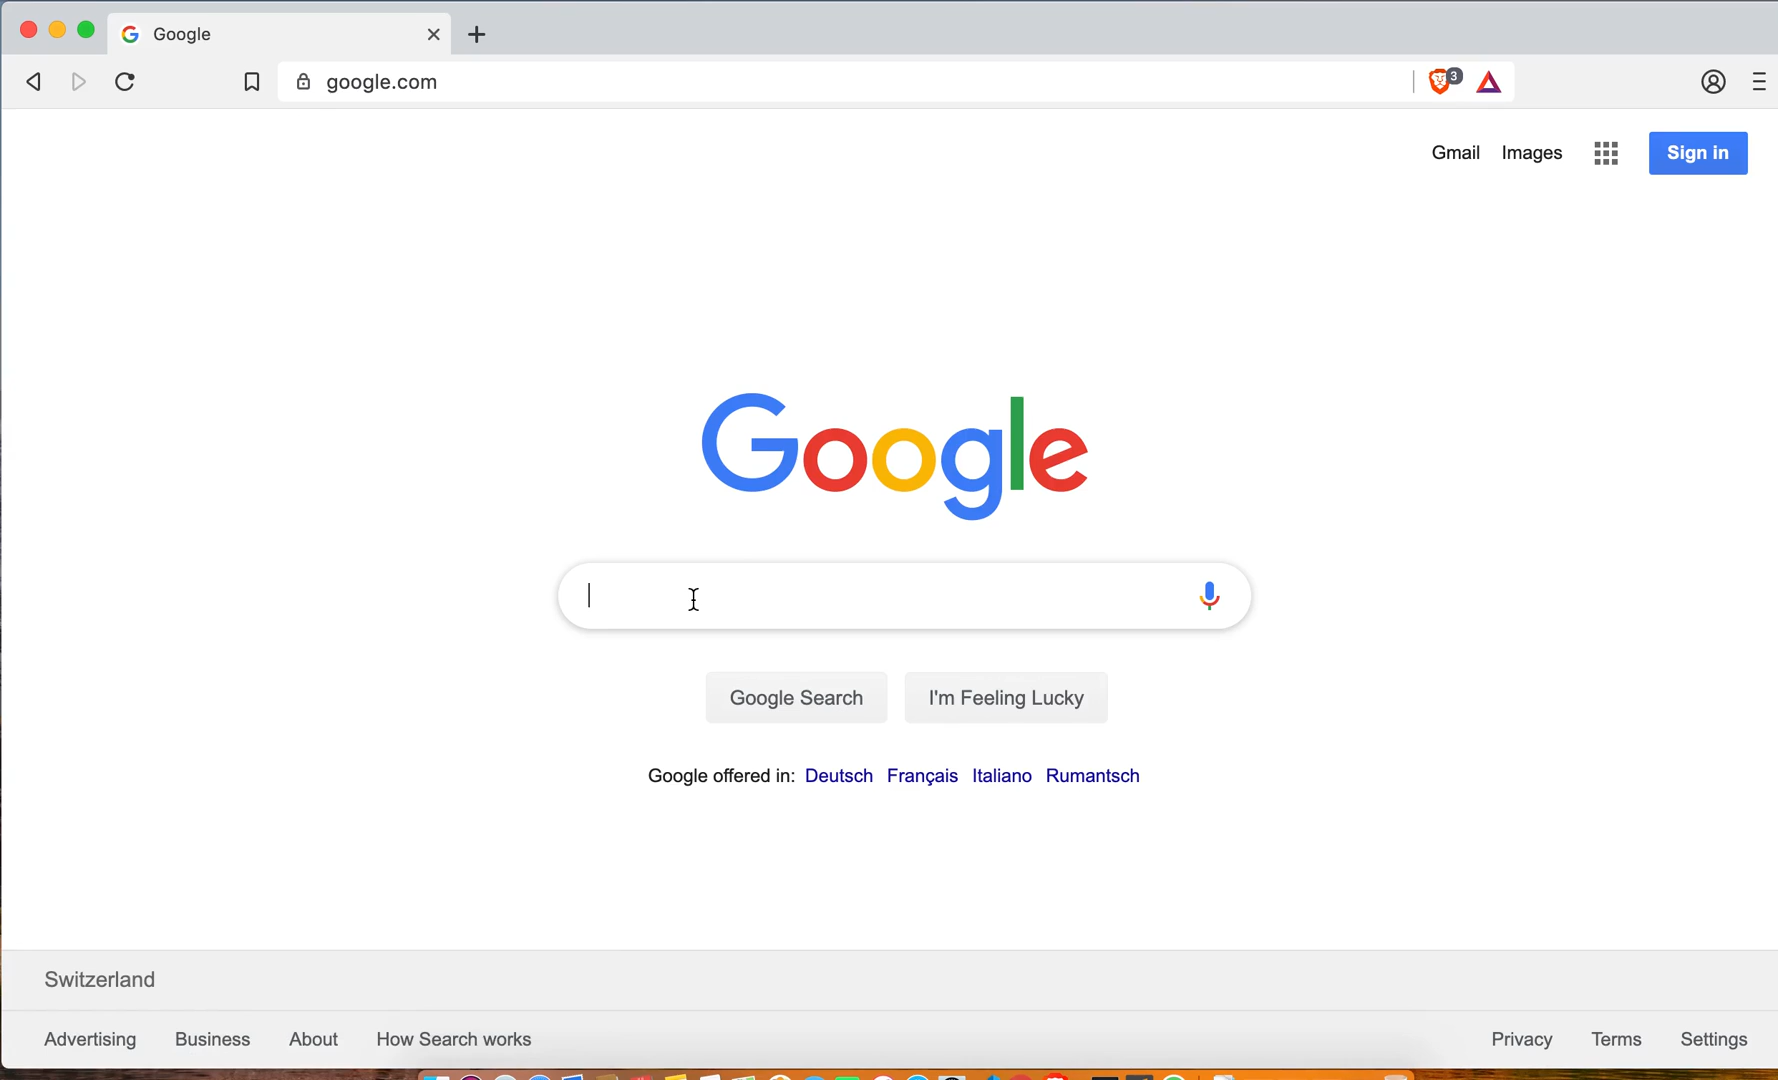 Google
google.com
3
Gmail Images Sign in
Google
Google Search I'm Feeling Lucky
Google offered in: Deutsch Français Italiano Rumantsch
Switzerland
Advertising Business About How Search works Privacy Terms Settings